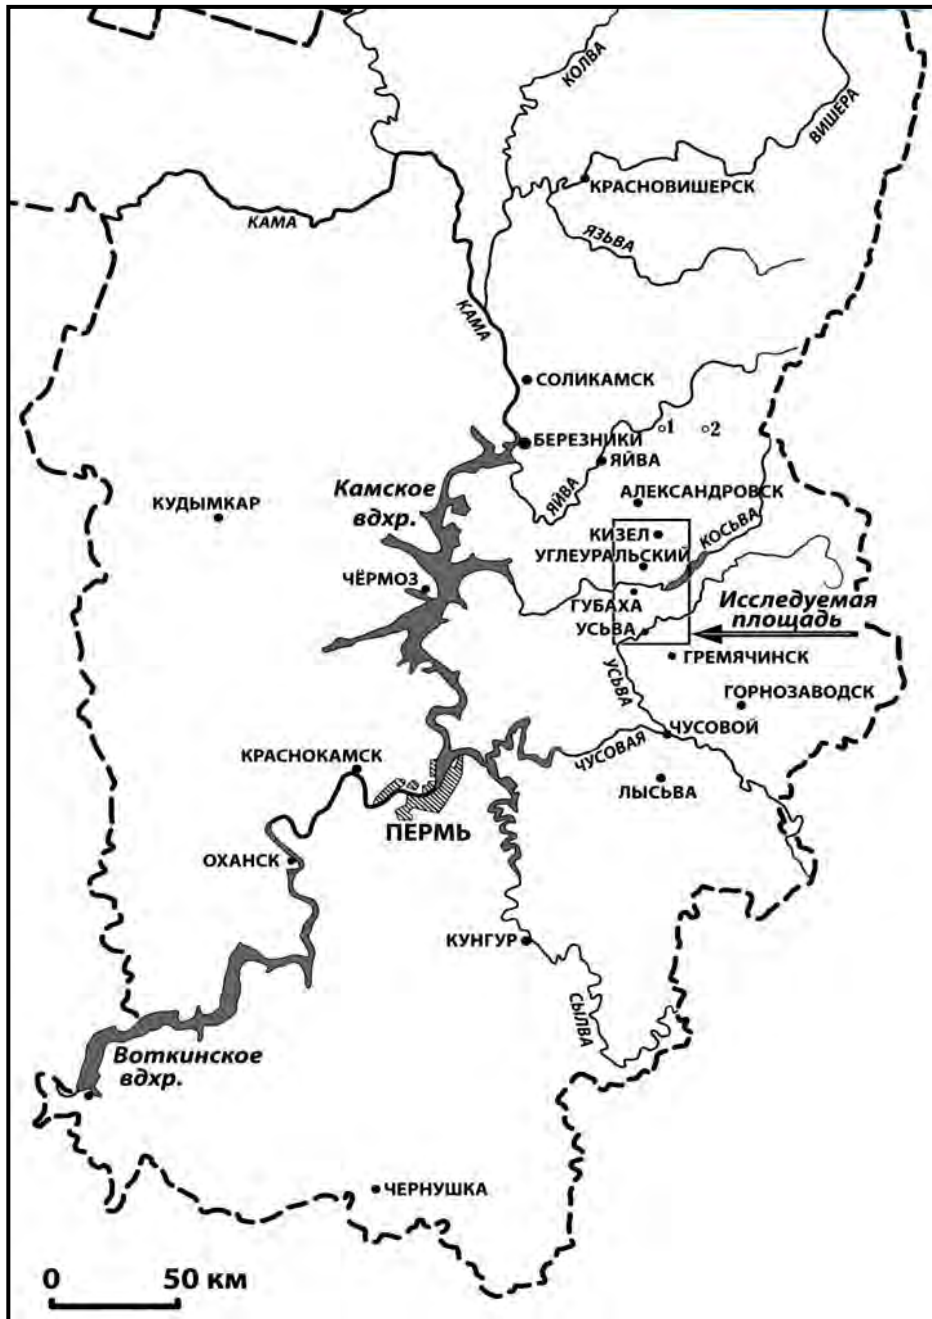 КОЛВА
ВИШЕРА
КРАСНОВИШЕРСК
КАМА
ЯЗЬВА
КАМА
СОЛИКАМСК
БЕРЕЗНИКИ
1
2
ЯЙВА
Камское
вдхр.
ЯЙВА
АЛЕКСАНДРОВСК
КУДЫМКАР
КОСЬВА
КИЗЕЛ
УГЛЕУРАЛЬСКИЙ
ЧЁРМОЗ
ГУБАХА
Исследуемая
площадь
УСЬВА
ГРЕМЯЧИНСК
УСЬВА
ГОРНОЗАВОДСК
ЧУСОВОЙ
ЧУСОВАЯ
КРАСНОКАМСК
ЛЫСЬВА
ПЕРМЬ
ОХАНСК
КУНГУР
СЫЛВА
Воткинское
вдхр.
ЧЕРНУШКА
0 50 КМ